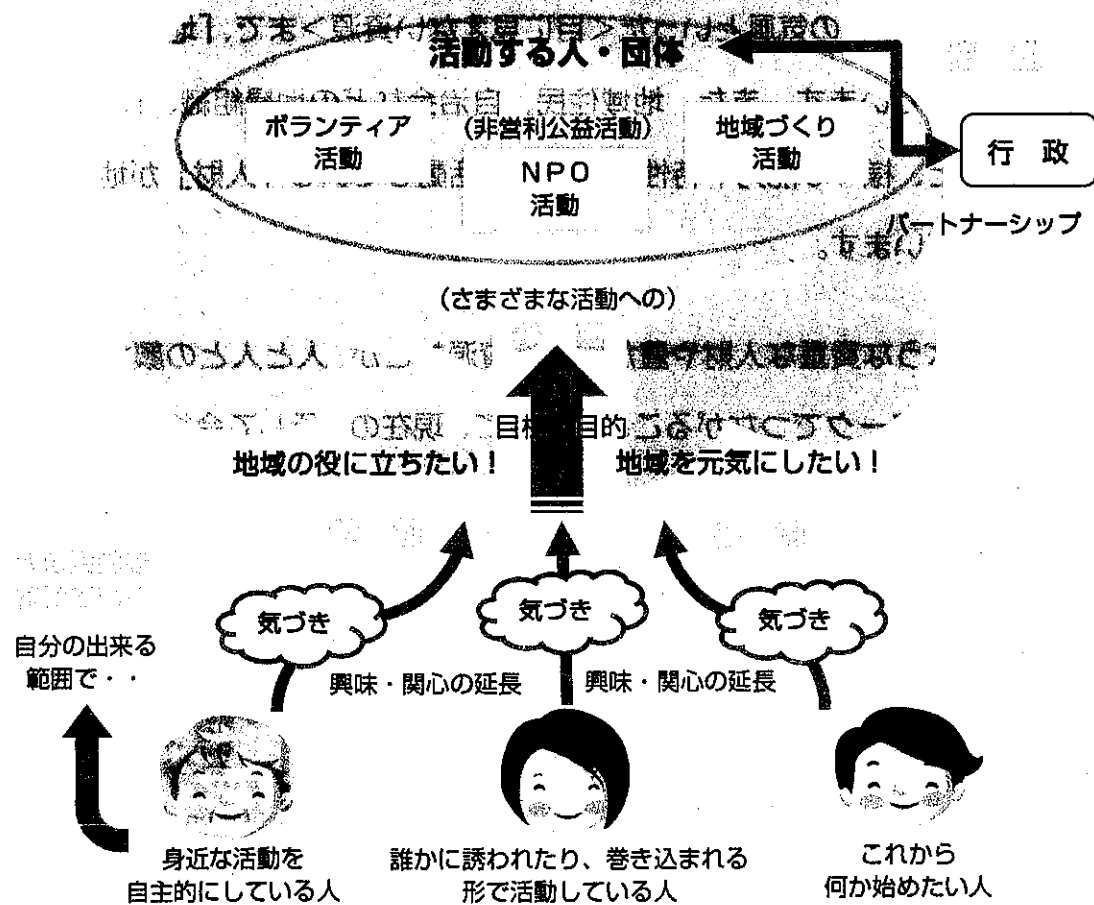 活動する人・団体
ボランティア
活動
(非営利公益活動)
NPO
活動
地域づくり
活動
行 政
パートナーシップ
(さまざまな活動への)
目的
地域の役に立ちたい!
地域を元気にしたい!
気づき
気づき
気づき
自分の出来る
範囲で・・
興味・関心の延長
興味・関心の延長
身近な活動を
自主的にしている人
誰かに誘われたり、巻き込まれる
形で活動している人
これから
何か始めたい人